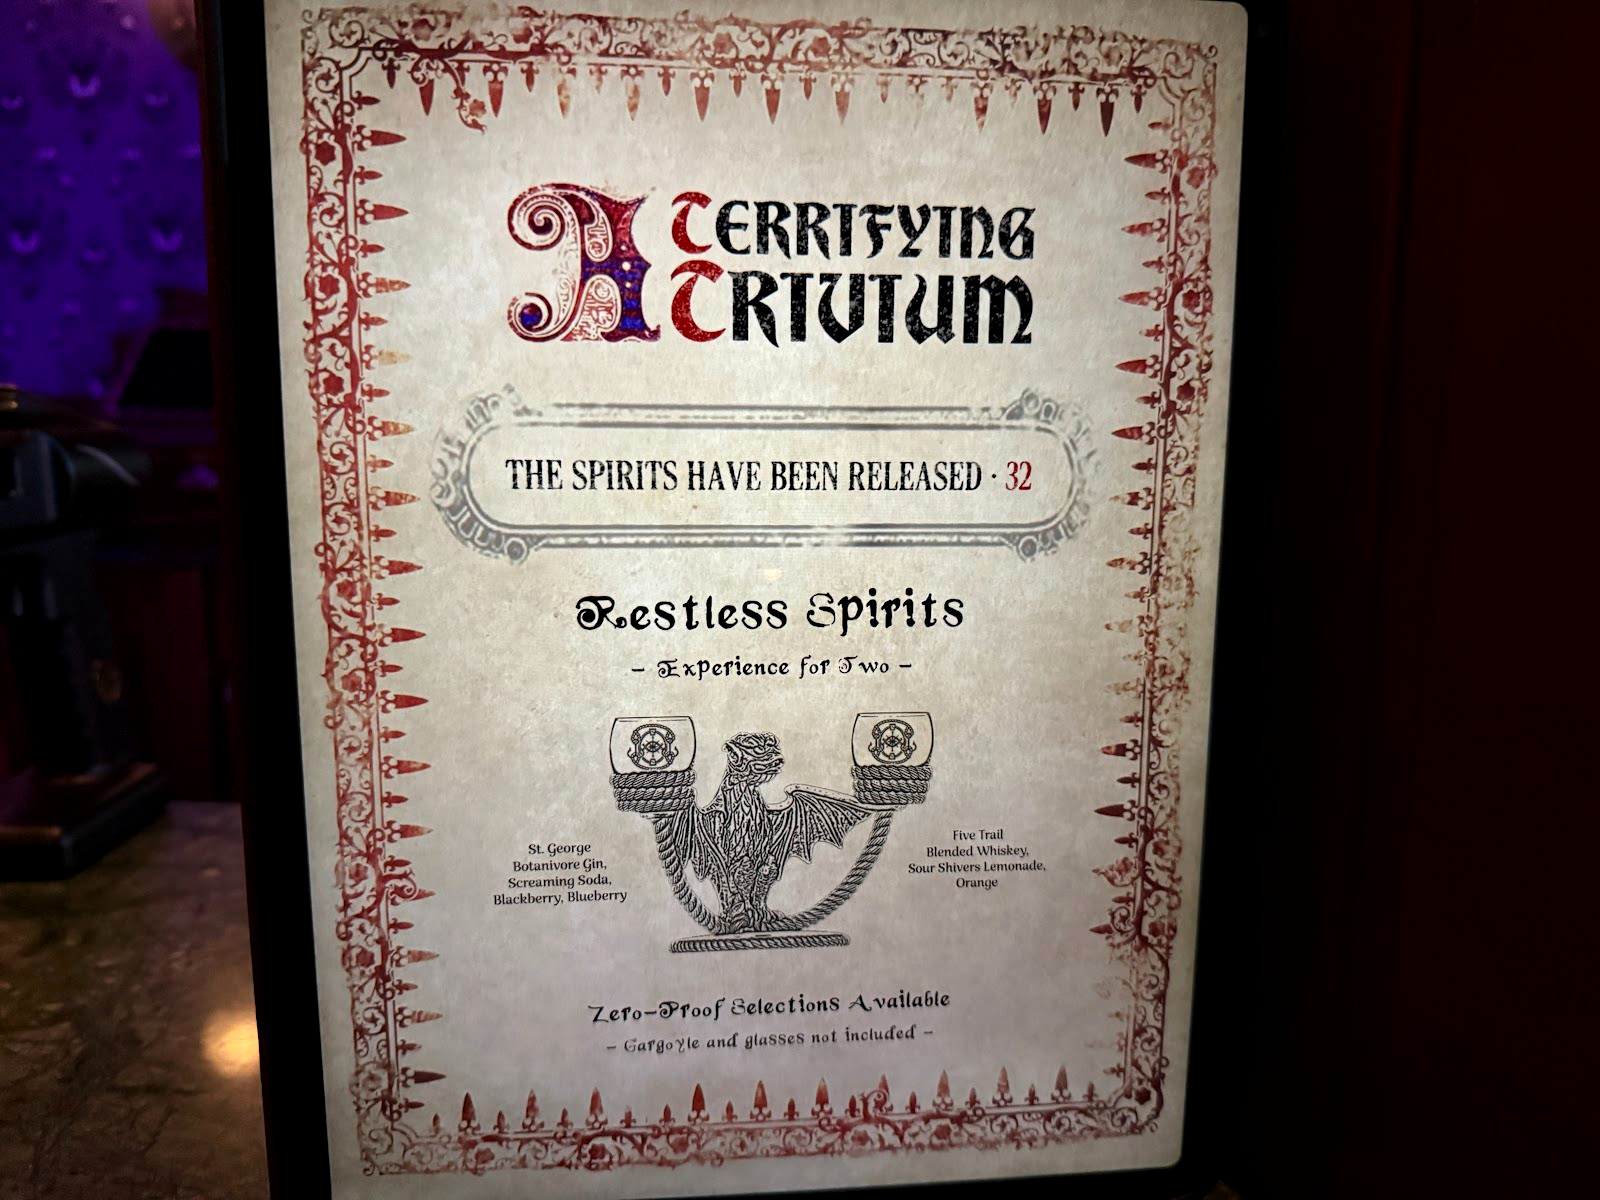 A TERRIFYING
TRIVIUM
THE SPIRITS HAVE BEEN RELEASED · 32
Restless Spirits
– Experience for Two –
St. George
Botanivore Gin,
Screaming Soda,
Blackberry, Blueberry
Five Trail
Blended Whiskey,
Sour Shivers Lemonade,
Orange
Zero-Proof Selections Available
– Gargoyle and glasses not included –